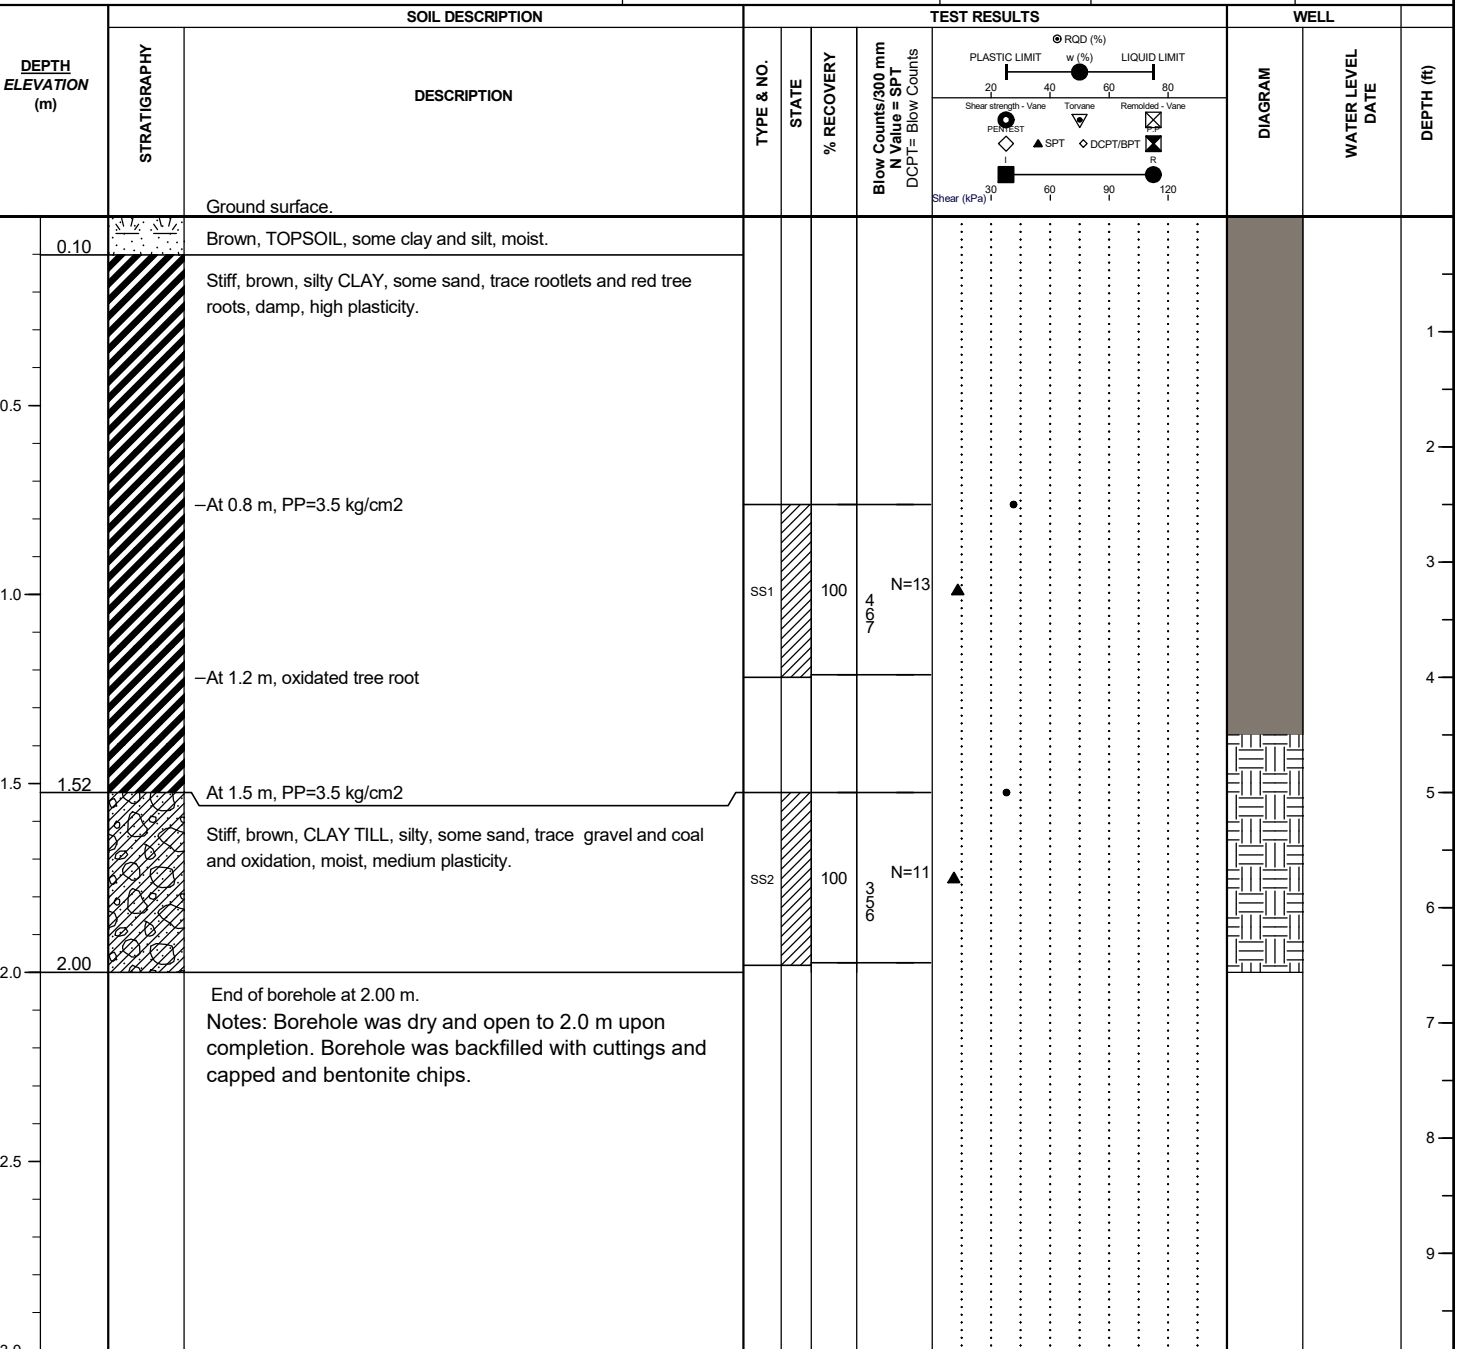 SOIL DESCRIPTION
TEST RESULTS
WELL
DEPTH
ELEVATION
(m)
STRATIGRAPHY
DESCRIPTION
TYPE & NO.
STATE
% RECOVERY
Blow Counts/300 mm
N Value = SPT
DCPT= Blow Counts
RQD (%)
PLASTIC LIMIT w (%) LIQUID LIMIT
20 40 60 80
Shear strength - Vane Torvane Remolded - Vane
PENTEST P.P
SPT DCPT/BPT
I R
Shear (kPa) 30 60 90 120
DIAGRAM
WATER LEVEL
DATE
DEPTH (ft)
Ground surface.
0.10
Brown, TOPSOIL, some clay and silt, moist.
Stiff, brown, silty CLAY, some sand, trace rootlets and red tree
roots, damp, high plasticity.
1
0.5
2
At 0.8 m, PP=3.5 kg/cm2
3
1.0
SS1 100
4
6
7
N=13
At 1.2 m, oxidated tree root
4
1.5
1.52
At 1.5 m, PP=3.5 kg/cm2
5
Stiff, brown, CLAY TILL, silty, some sand, trace gravel and coal
and oxidation, moist, medium plasticity.
SS2 100
3
5
6
N=11
6
2.0
2.00
End of borehole at 2.00 m.
Notes: Borehole was dry and open to 2.0 m upon
completion. Borehole was backfilled with cuttings and
capped and bentonite chips.
7
8
2.5
9